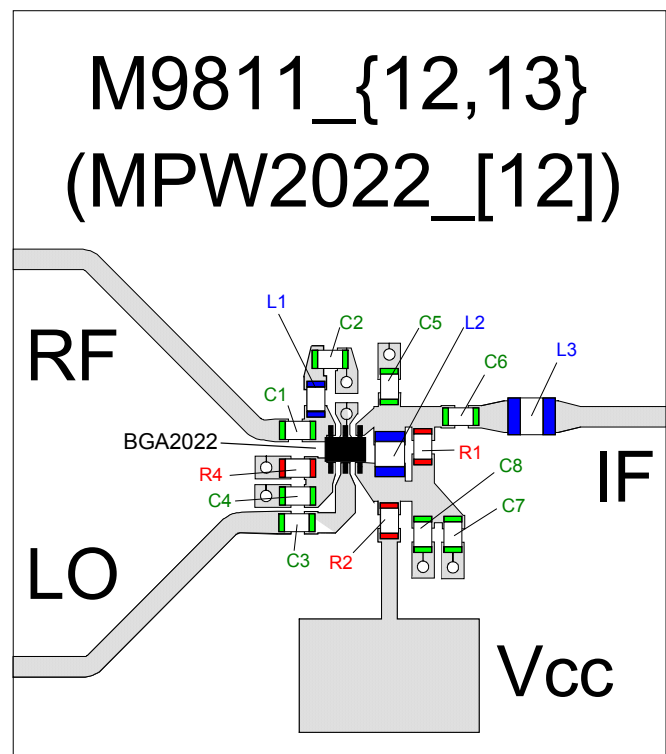 M9811_{12,13}
(MPW2022_[12])
L1
C2
C5
L2
RF
C6
L3
C1
BGA2022
R1
R4
C8
IF
C4
C7
C3
R2
LO
Vcc